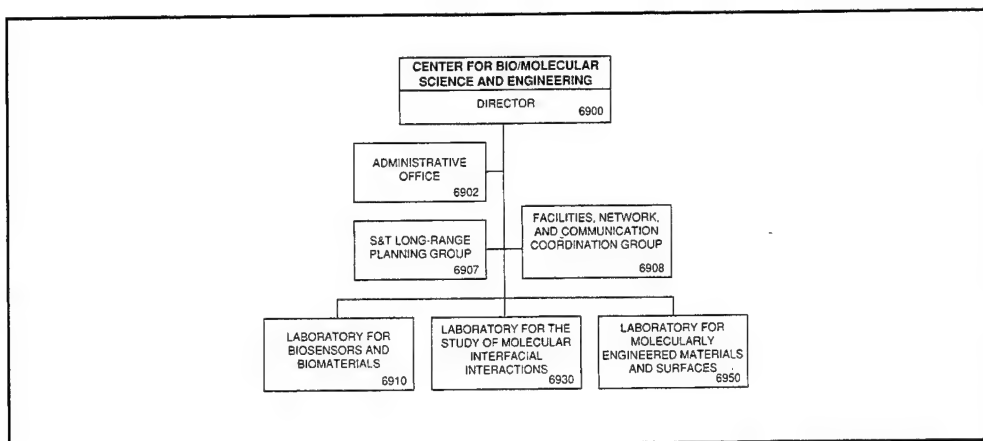 CENTER FOR BIO/MOLECULAR
SCIENCE AND ENGINEERING
DIRECTOR
6900
ADMINISTRATIVE
OFFICE
6902
S&T LONG-RANGE
PLANNING GROUP
6907
FACILITIES, NETWORK,
AND COMMUNICATION
COORDINATION GROUP
6908
LABORATORY FOR
BIOSENSORS AND
BIOMATERIALS
6910
LABORATORY FOR THE
STUDY OF MOLECULAR
INTERFACIAL
INTERACTIONS
6930
LABORATORY FOR
MOLECULARLY
ENGINEERED MATERIALS
AND SURFACES
6950